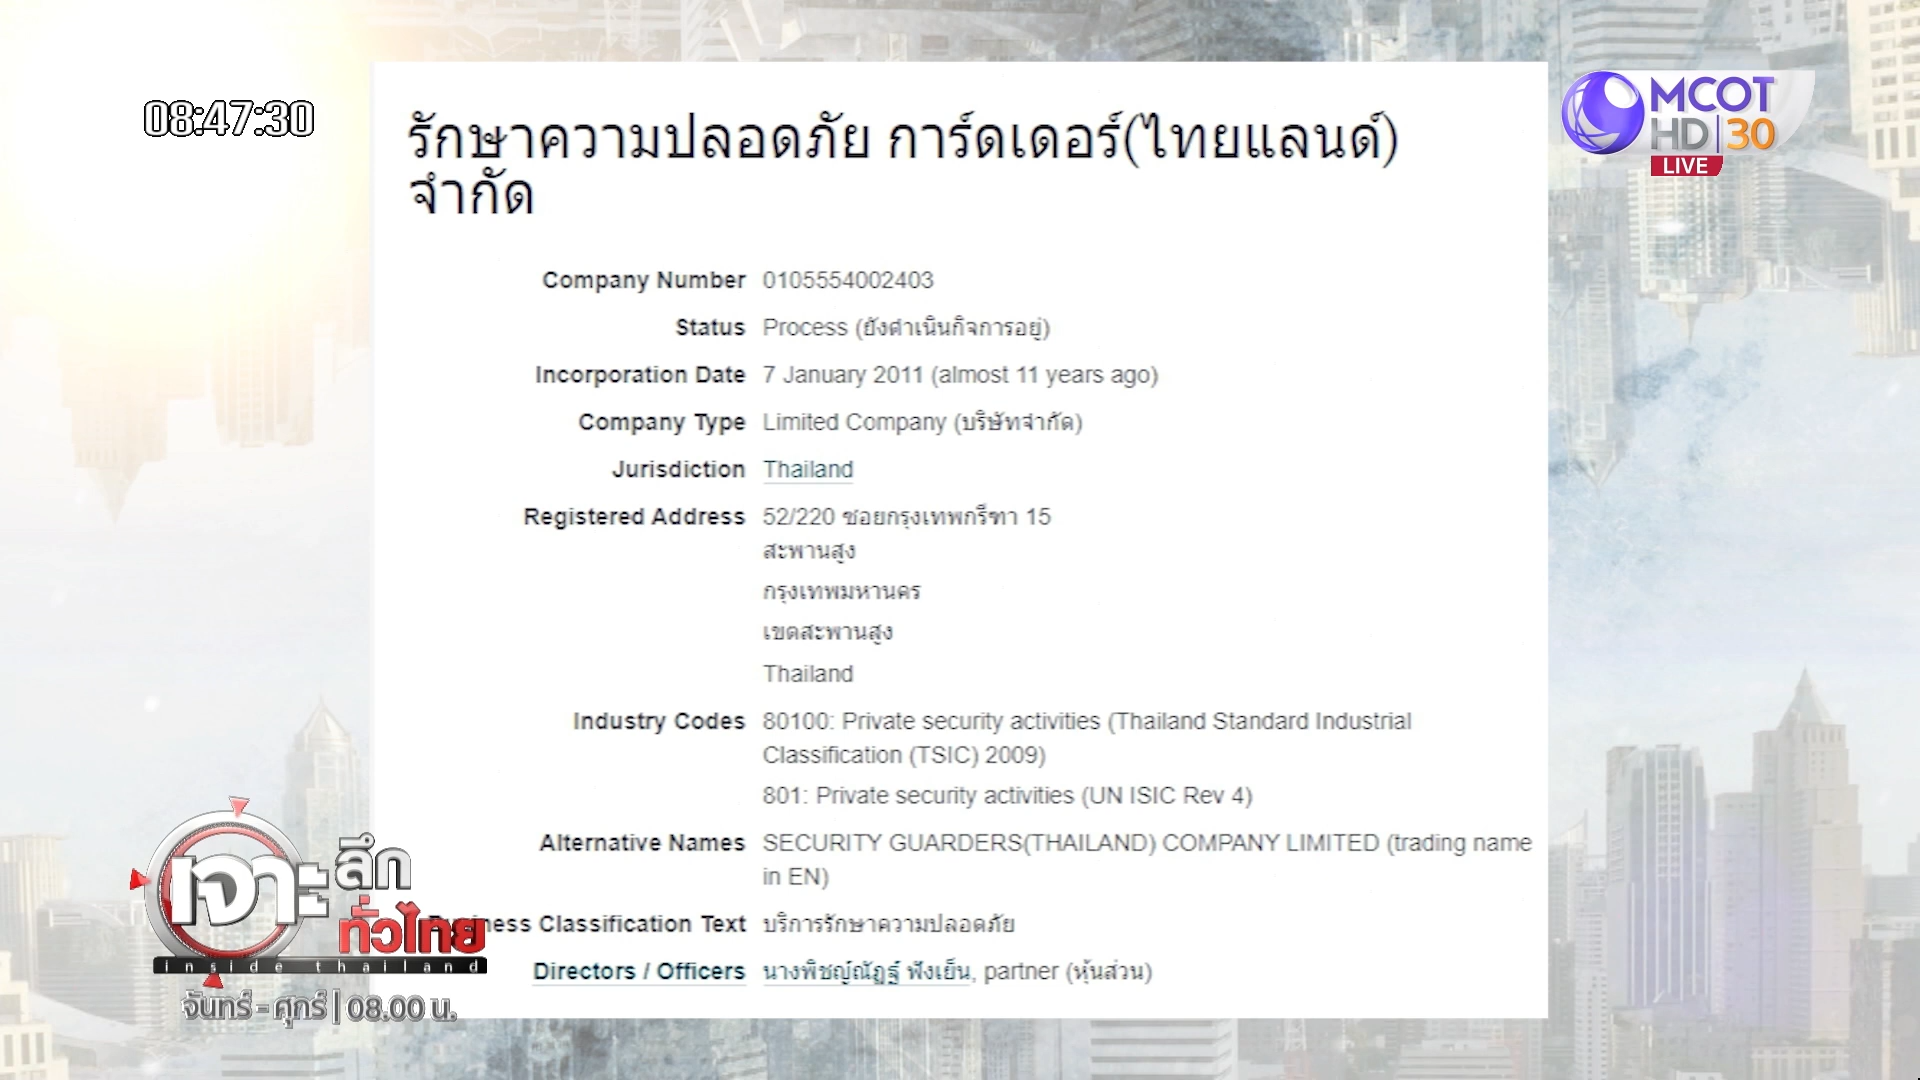 08:47:30
MCOT
HD 30
LIVE
รักษาความปลอดภัย การ์ดเดอร์(ไทยแลนด์)
จำกัด
Company Number 0105554002403
Status Process (ยังดำเนินกิจการอยู่)
Incorporation Date 7 January 2011 (almost 11 years ago)
Company Type Limited Company (บริษัทจำกัด)
Jurisdiction Thailand
Registered Address 52/220 ซอยกรุงเทพกรีฑา 15
สะพานสูง
กรุงเทพมหานคร
เขตสะพานสูง
Thailand
Industry Codes 80100: Private security activities (Thailand Standard Industrial
Classification (TSIC) 2009)
801: Private security activities (UN ISIC Rev 4)
Alternative Names SECURITY GUARDERS(THAILAND) COMPANY LIMITED (trading name
in EN)
Classification Text บริการรักษาความปลอดภัย
Directors / Officers นางพิชญ์ณัฏฐ์ ฟังเย็น, partner (หุ้นส่วน)
เจาะลึก
ทั่วไทย
inside thailand
จันทร์ - ศุกร์ | 08.00 น.